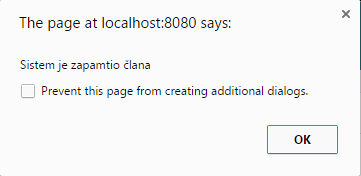 The page at localhost:8080 says:
Sistem je zapamtio člana
Prevent this page from creating additional dialogs.
OK